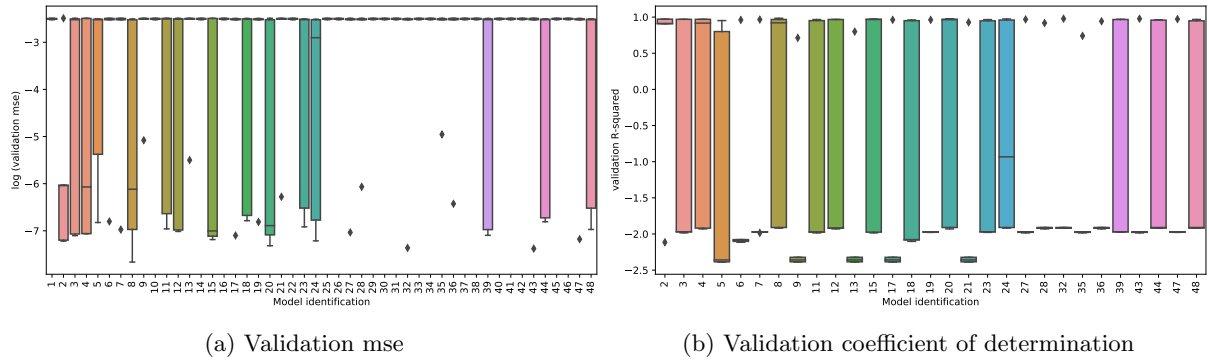 −3
−4
−5
−6
−7
log (validation mse)
1 2 3 4 5 6 7 8 9 10 11 12 13 14 15 16 17 18 19 20 21 22 23 24 25 26 27 28 29 30 31 32 33 34 35 36 37 38 39 40 41 42 43 44 45 46 47 48
Model identification
(a) Validation mse
1.0
0.5
0.0
−0.5
−1.0
−1.5
−2.0
−2.5
validation R-squared
2 3 4 5 6 7 8 9 11 12 13 15 17 18 19 20 21 23 24 27 28 32 35 36 39 43 44 47 48
Model identification
(b) Validation coefficient of determination